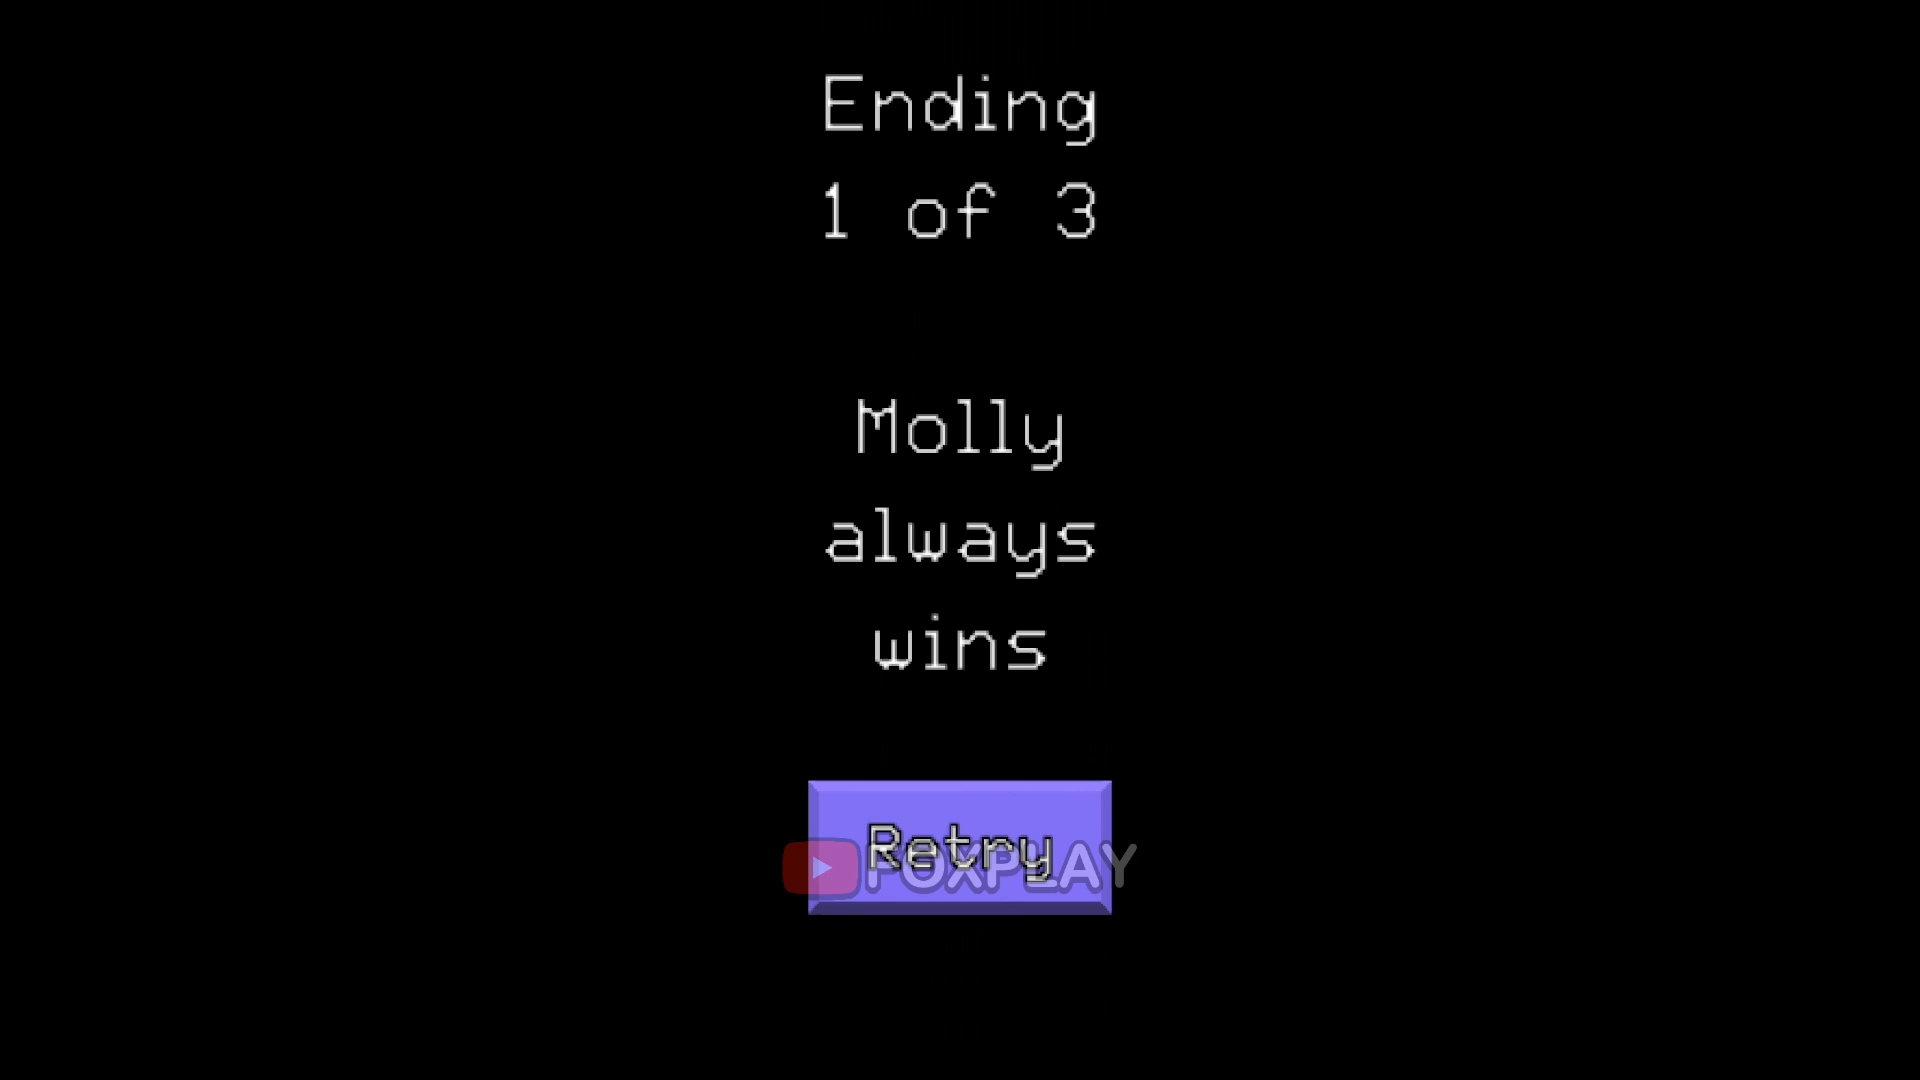 Ending
1 of 3
Molly
always
wins
Retry
FOXPLAY